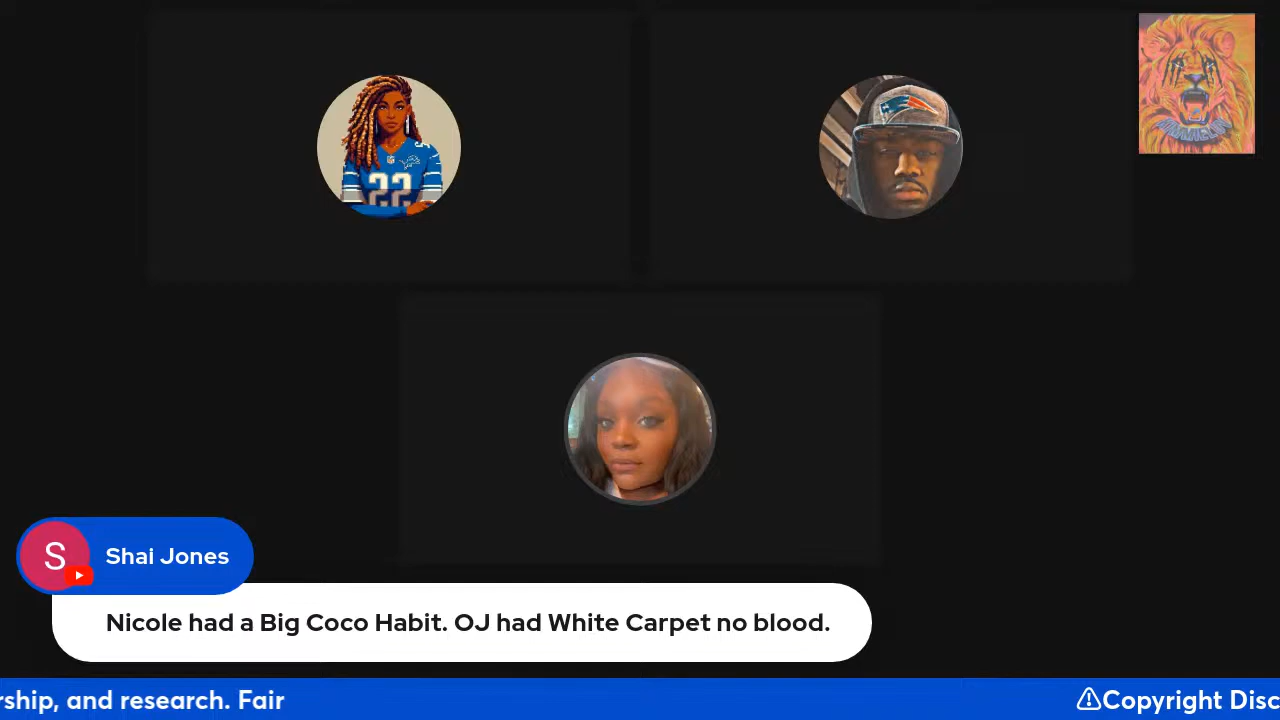 22
S
Shai Jones
Nicole had a Big Coco Habit. OJ had White Carpet no blood.
rship, and research. Fair
⚠Copyright Disc